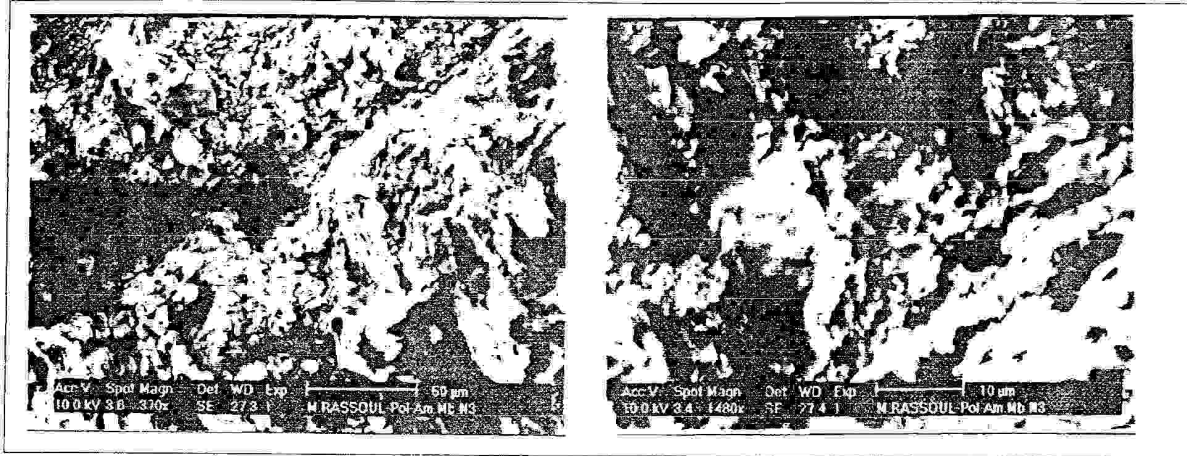 Acc.V Spot Magn Det WD Exp 50 µm
10.0 kV 3.8 370x SE 27.3 1 M.RASSOUL-Pol-Am.Mb N3
Acc.V Spot Magn Det WD Exp 10 µm
10.0 kV 3.4 1480x SE 27.4 1 M.RASSOUL-Pol-Am.Mb N3